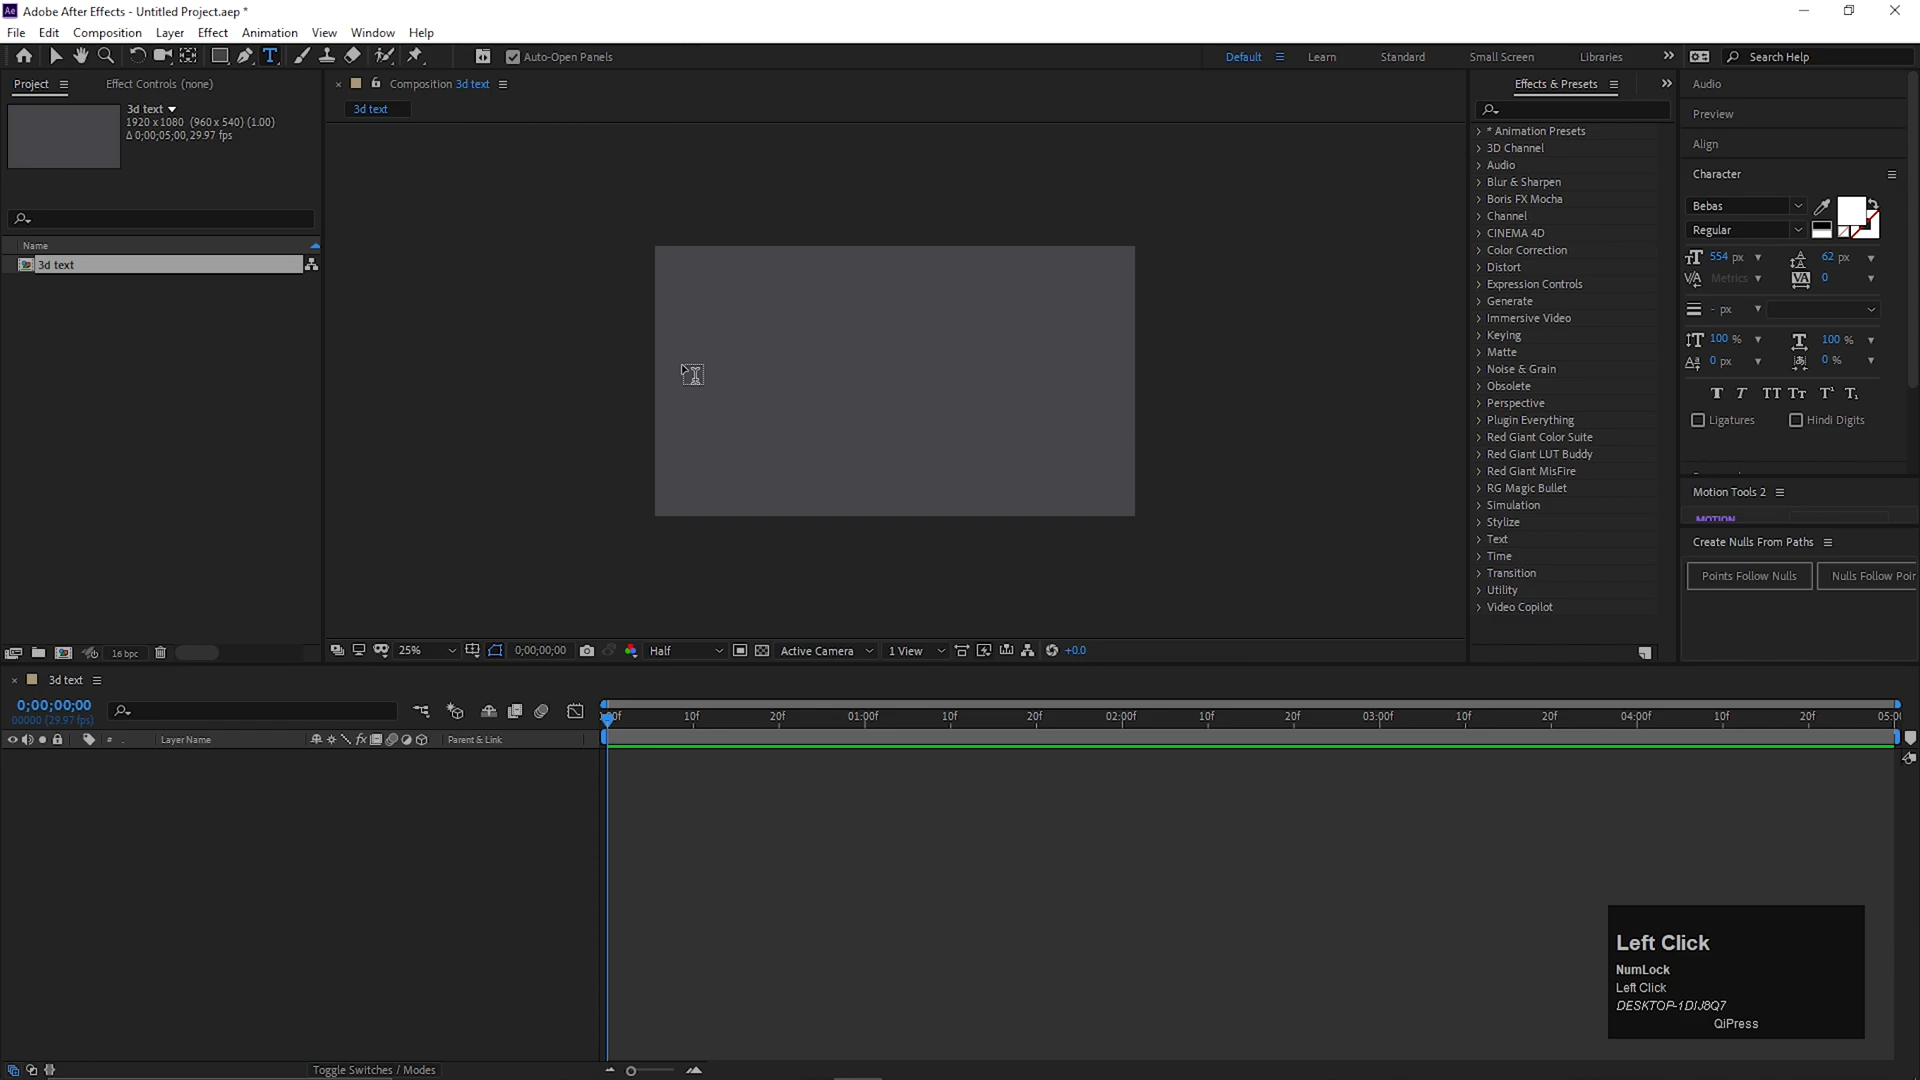 Adobe After Effects - Untitled Project.aep *
File Edit Composition Layer Effect Animation View Window Help
Auto-Open Panels
Default Learn Standard Small Screen Libraries
Search Help
Project Effect Controls (none)
3d text
1920 x 1080 (960 x 540) (1.00)
Δ 0;00;05;00, 29.97 fps
Name
3d text
16 bpc
Composition 3d text
3d text
25% 0;00;00;00 Half Active Camera 1 View +0.0
Effects & Presets
* Animation Presets
3D Channel
Audio
Blur & Sharpen
Boris FX Mocha
Channel
CINEMA 4D
Color Correction
Distort
Expression Controls
Generate
Immersive Video
Keying
Matte
Noise & Grain
Obsolete
Perspective
Plugin Everything
Red Giant Color Suite
Red Giant LUT Buddy
Red Giant MisFire
RG Magic Bullet
Simulation
Stylize
Text
Time
Transition
Utility
Video Copilot
Audio
Preview
Align
Character
Bebas
Regular
554 px 62 px
Metrics 0
- px
100 % 100 %
0 px 0 %
Ligatures Hindi Digits
Motion Tools 2
MOTION
Create Nulls From Paths
Points Follow Nulls Nulls Follow Poin
3d text
0;00;00;00
00000 (29.97 fps)
# Layer Name Parent & Link
:00f 10f 20f 01:00f 10f 20f 02:00f 10f 20f 03:00f 10f 20f 04:00f 10f 20f 05:0
Left Click
NumLock
Left Click
DESKTOP-1DIJ8Q7
QiPress
Toggle Switches / Modes